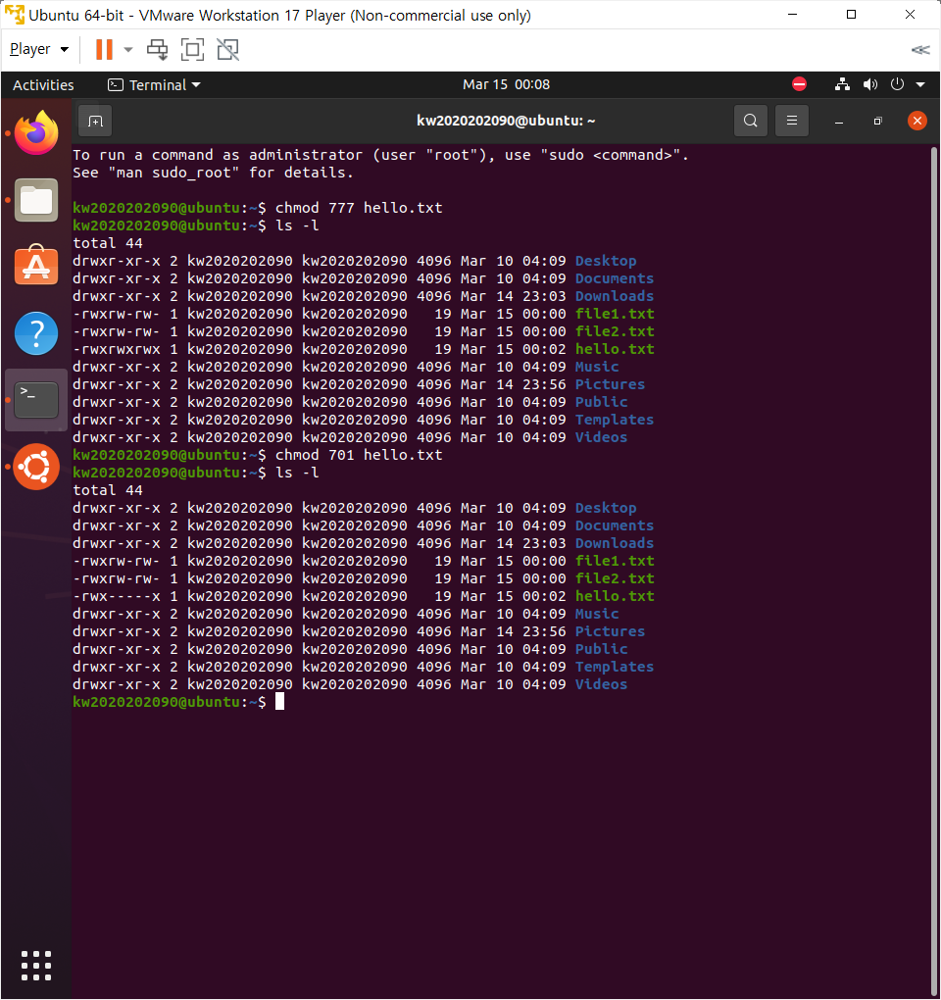 Ubuntu 64-bit - VMware Workstation 17 Player (Non-commercial use only)
Player
Activities
Terminal
Mar 15 00:08
kw2020202090@ubuntu: ~
To run a command as administrator (user "root"), use "sudo <command>".
See "man sudo_root" for details.
kw2020202090@ubuntu:~$ chmod 777 hello.txt
kw2020202090@ubuntu:~$ ls -l
total 44
drwxr-xr-x 2 kw2020202090 kw2020202090 4096 Mar 10 04:09 Desktop
drwxr-xr-x 2 kw2020202090 kw2020202090 4096 Mar 10 04:09 Documents
drwxr-xr-x 2 kw2020202090 kw2020202090 4096 Mar 14 23:03 Downloads
-rwxrw-rw- 1 kw2020202090 kw2020202090   19 Mar 15 00:00 file1.txt
-rwxrw-rw- 1 kw2020202090 kw2020202090   19 Mar 15 00:00 file2.txt
-rwxrwxrwx 1 kw2020202090 kw2020202090   19 Mar 15 00:02 hello.txt
drwxr-xr-x 2 kw2020202090 kw2020202090 4096 Mar 10 04:09 Music
drwxr-xr-x 2 kw2020202090 kw2020202090 4096 Mar 14 23:56 Pictures
drwxr-xr-x 2 kw2020202090 kw2020202090 4096 Mar 10 04:09 Public
drwxr-xr-x 2 kw2020202090 kw2020202090 4096 Mar 10 04:09 Templates
drwxr-xr-x 2 kw2020202090 kw2020202090 4096 Mar 10 04:09 Videos
kw2020202090@ubuntu:~$ chmod 701 hello.txt
kw2020202090@ubuntu:~$ ls -l
total 44
drwxr-xr-x 2 kw2020202090 kw2020202090 4096 Mar 10 04:09 Desktop
drwxr-xr-x 2 kw2020202090 kw2020202090 4096 Mar 10 04:09 Documents
drwxr-xr-x 2 kw2020202090 kw2020202090 4096 Mar 14 23:03 Downloads
-rwxrw-rw- 1 kw2020202090 kw2020202090   19 Mar 15 00:00 file1.txt
-rwxrw-rw- 1 kw2020202090 kw2020202090   19 Mar 15 00:00 file2.txt
-rwx-----x 1 kw2020202090 kw2020202090   19 Mar 15 00:02 hello.txt
drwxr-xr-x 2 kw2020202090 kw2020202090 4096 Mar 10 04:09 Music
drwxr-xr-x 2 kw2020202090 kw2020202090 4096 Mar 14 23:56 Pictures
drwxr-xr-x 2 kw2020202090 kw2020202090 4096 Mar 10 04:09 Public
drwxr-xr-x 2 kw2020202090 kw2020202090 4096 Mar 10 04:09 Templates
drwxr-xr-x 2 kw2020202090 kw2020202090 4096 Mar 10 04:09 Videos
kw2020202090@ubuntu:~$